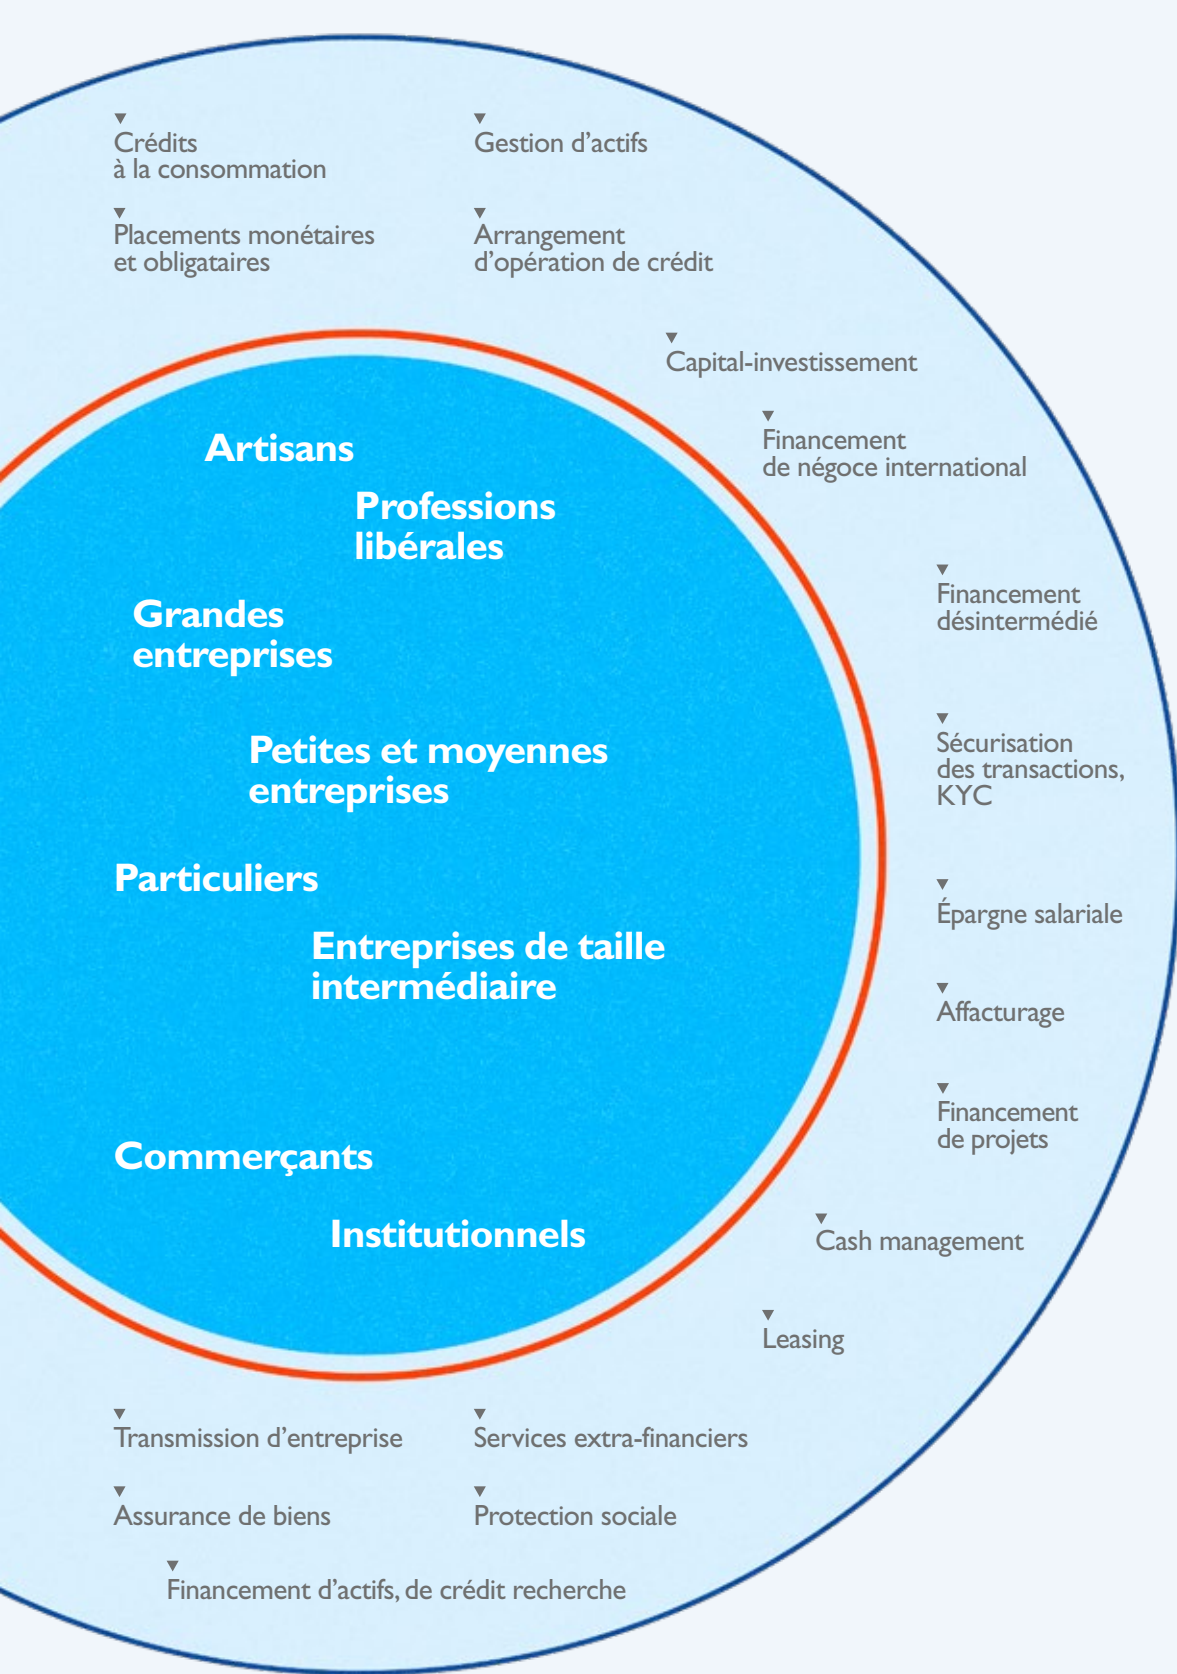 ▼
Crédits
à la consommation
▼
Gestion d’actifs
▼
Placements monétaires
et obligataires
▼
Arrangement
d’opération de crédit
▼
Capital-investissement
▼
Financement
de négoce international
▼
Financement
désintermédié
▼
Sécurisation
des transactions,
KYC
▼
Épargne salariale
▼
Affacturage
▼
Financement
de projets
▼
Cash management
▼
Leasing
Artisans
Professions
libérales
Grandes
entreprises
Petites et moyennes
entreprises
Particuliers
Entreprises de taille
intermédiaire
Commerçants
Institutionnels
▼
Transmission d’entreprise
▼
Services extra-financiers
▼
Assurance de biens
▼
Protection sociale
▼
Financement d’actifs, de crédit recherche